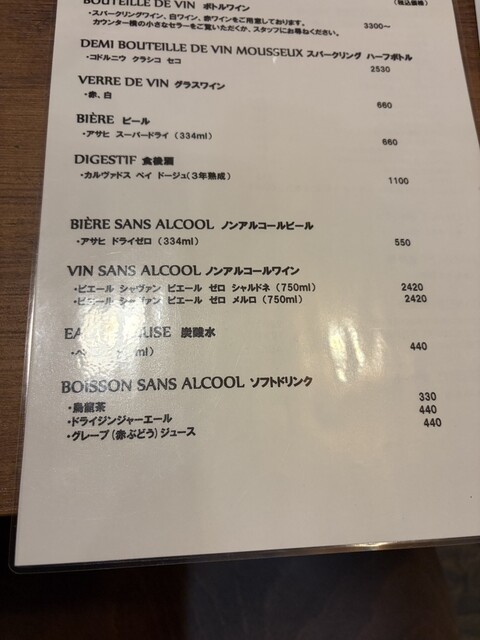 BOUTEILLE DE VIN ボトルワイン (税込価格)
・スパークリングワイン、白ワイン、赤ワインをご用意しております。
カウンター横の小さなセラーをご覧いただくか、スタッフにお尋ねください。 3300~
DEMI BOUTEILLE DE VIN MOUSGEUX スパークリング ハーフボトル
・コドルニウ クラシコ セコ 2530
VERRE DE VIN グラスワイン
・赤、白 660
BIÈRE ビール
・アサヒ スーパードライ (334ml) 660
DIGESTIF 食後酒
・カルヴァドス ペイ ドージュ(3年熟成) 1100
BIÈRE SANS ALCOOL ノンアルコールビール
・アサヒ ドライゼロ (334ml) 550
VIN SANS ALCOOL ノンアルコールワイン
・ピエール シャヴァン ピエール ゼロ シャルドネ (750ml) 2420
・ピエール シャヴァン ピエール ゼロ メルロ (750ml) 2420
炭酸水
440
BOISSON SANS ALCOOL ソフトドリンク
・烏龍茶 330
・ドライジンジャーエール 440
・グレープ(赤ぶどう)ジュース 440